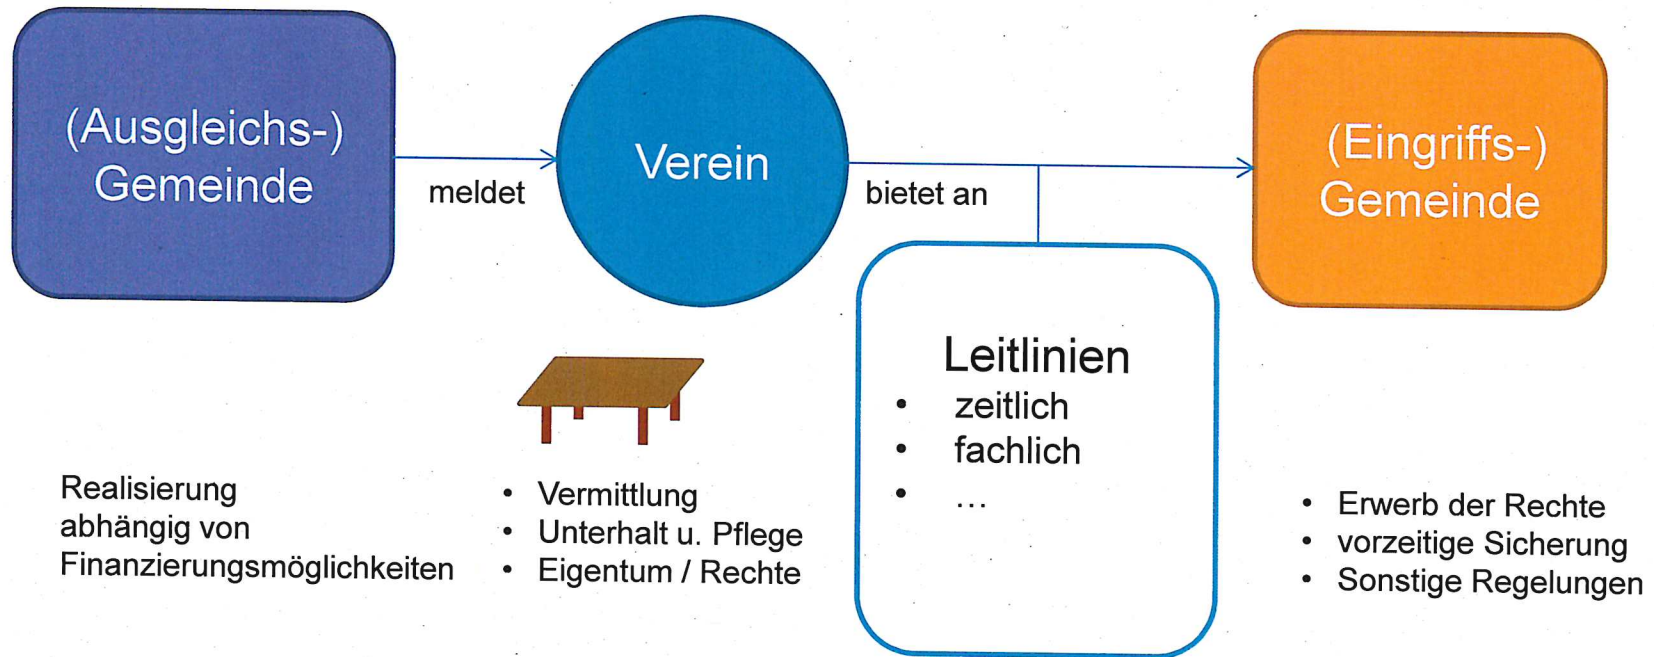 (Ausgleichs-)
Gemeinde
meldet
Verein
bietet an
(Eingriffs-)
Gemeinde
Leitlinien
• zeitlich
• fachlich
• ...
Realisierung
abhängig von
Finanzierungsmöglichkeiten
• Vermittlung
• Unterhalt u. Pflege
• Eigentum / Rechte
• Erwerb der Rechte
• vorzeitige Sicherung
• Sonstige Regelungen